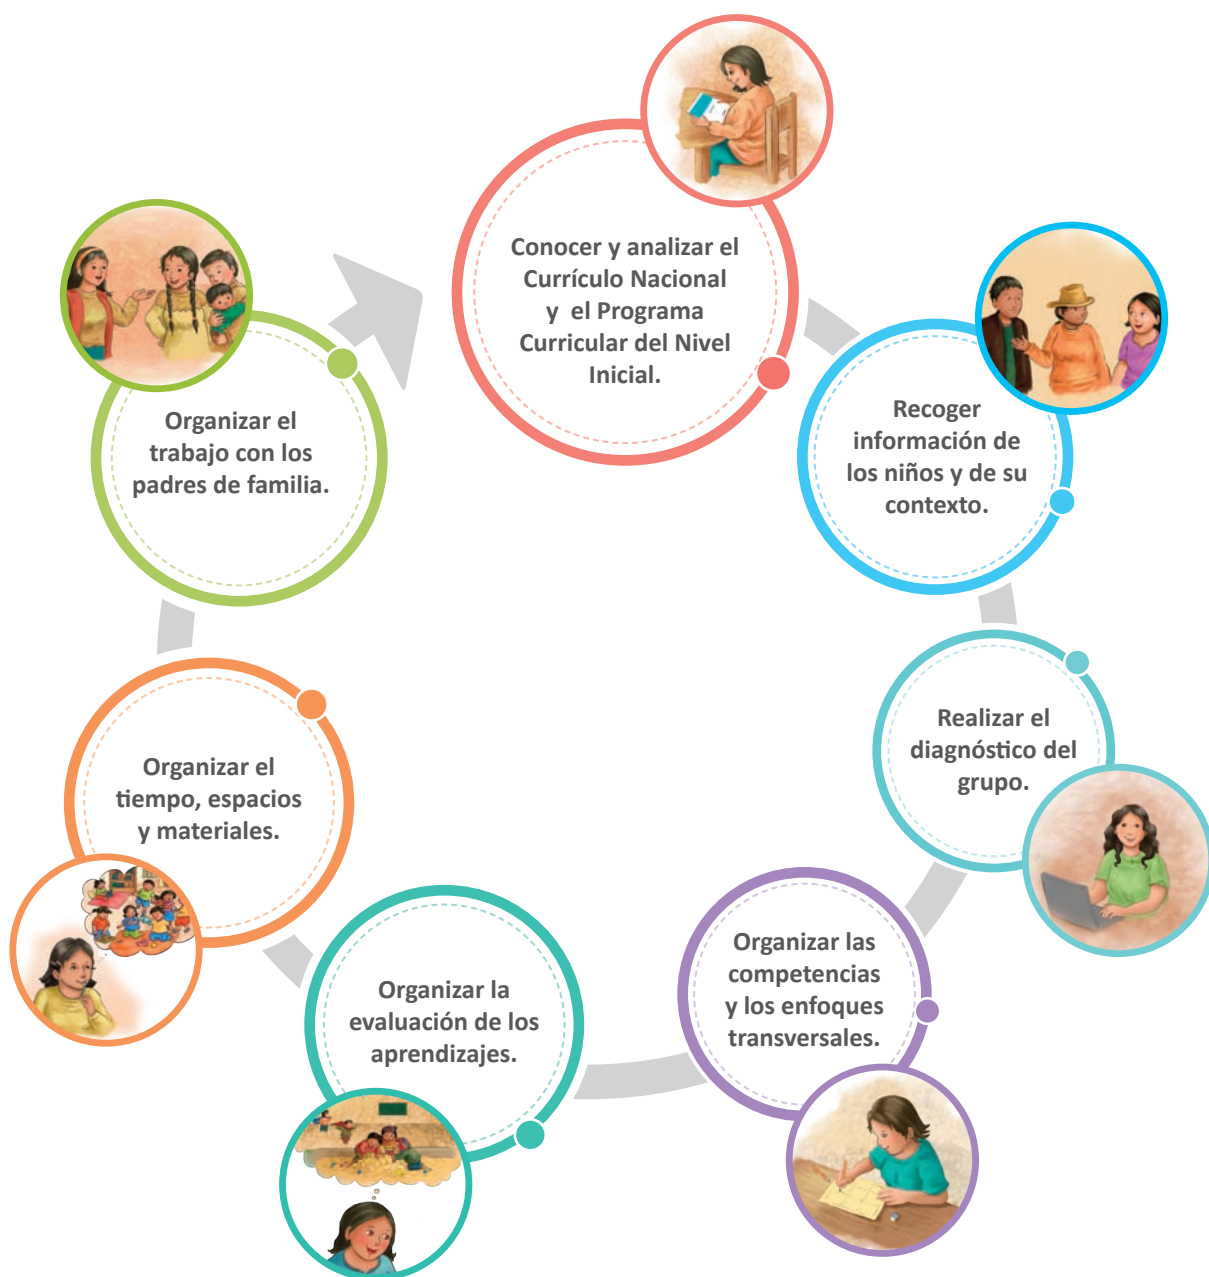 Conocer y analizar el
Currículo Nacional
y el Programa
Curricular del Nivel
Inicial.
Recoger
información de
los niños y de su
contexto.
Realizar el
diagnóstico del
grupo.
Organizar las
competencias
y los enfoques
transversales.
Organizar la
evaluación de los
aprendizajes.
Organizar el
tiempo, espacios
y materiales.
Organizar el
trabajo con los
padres de familia.